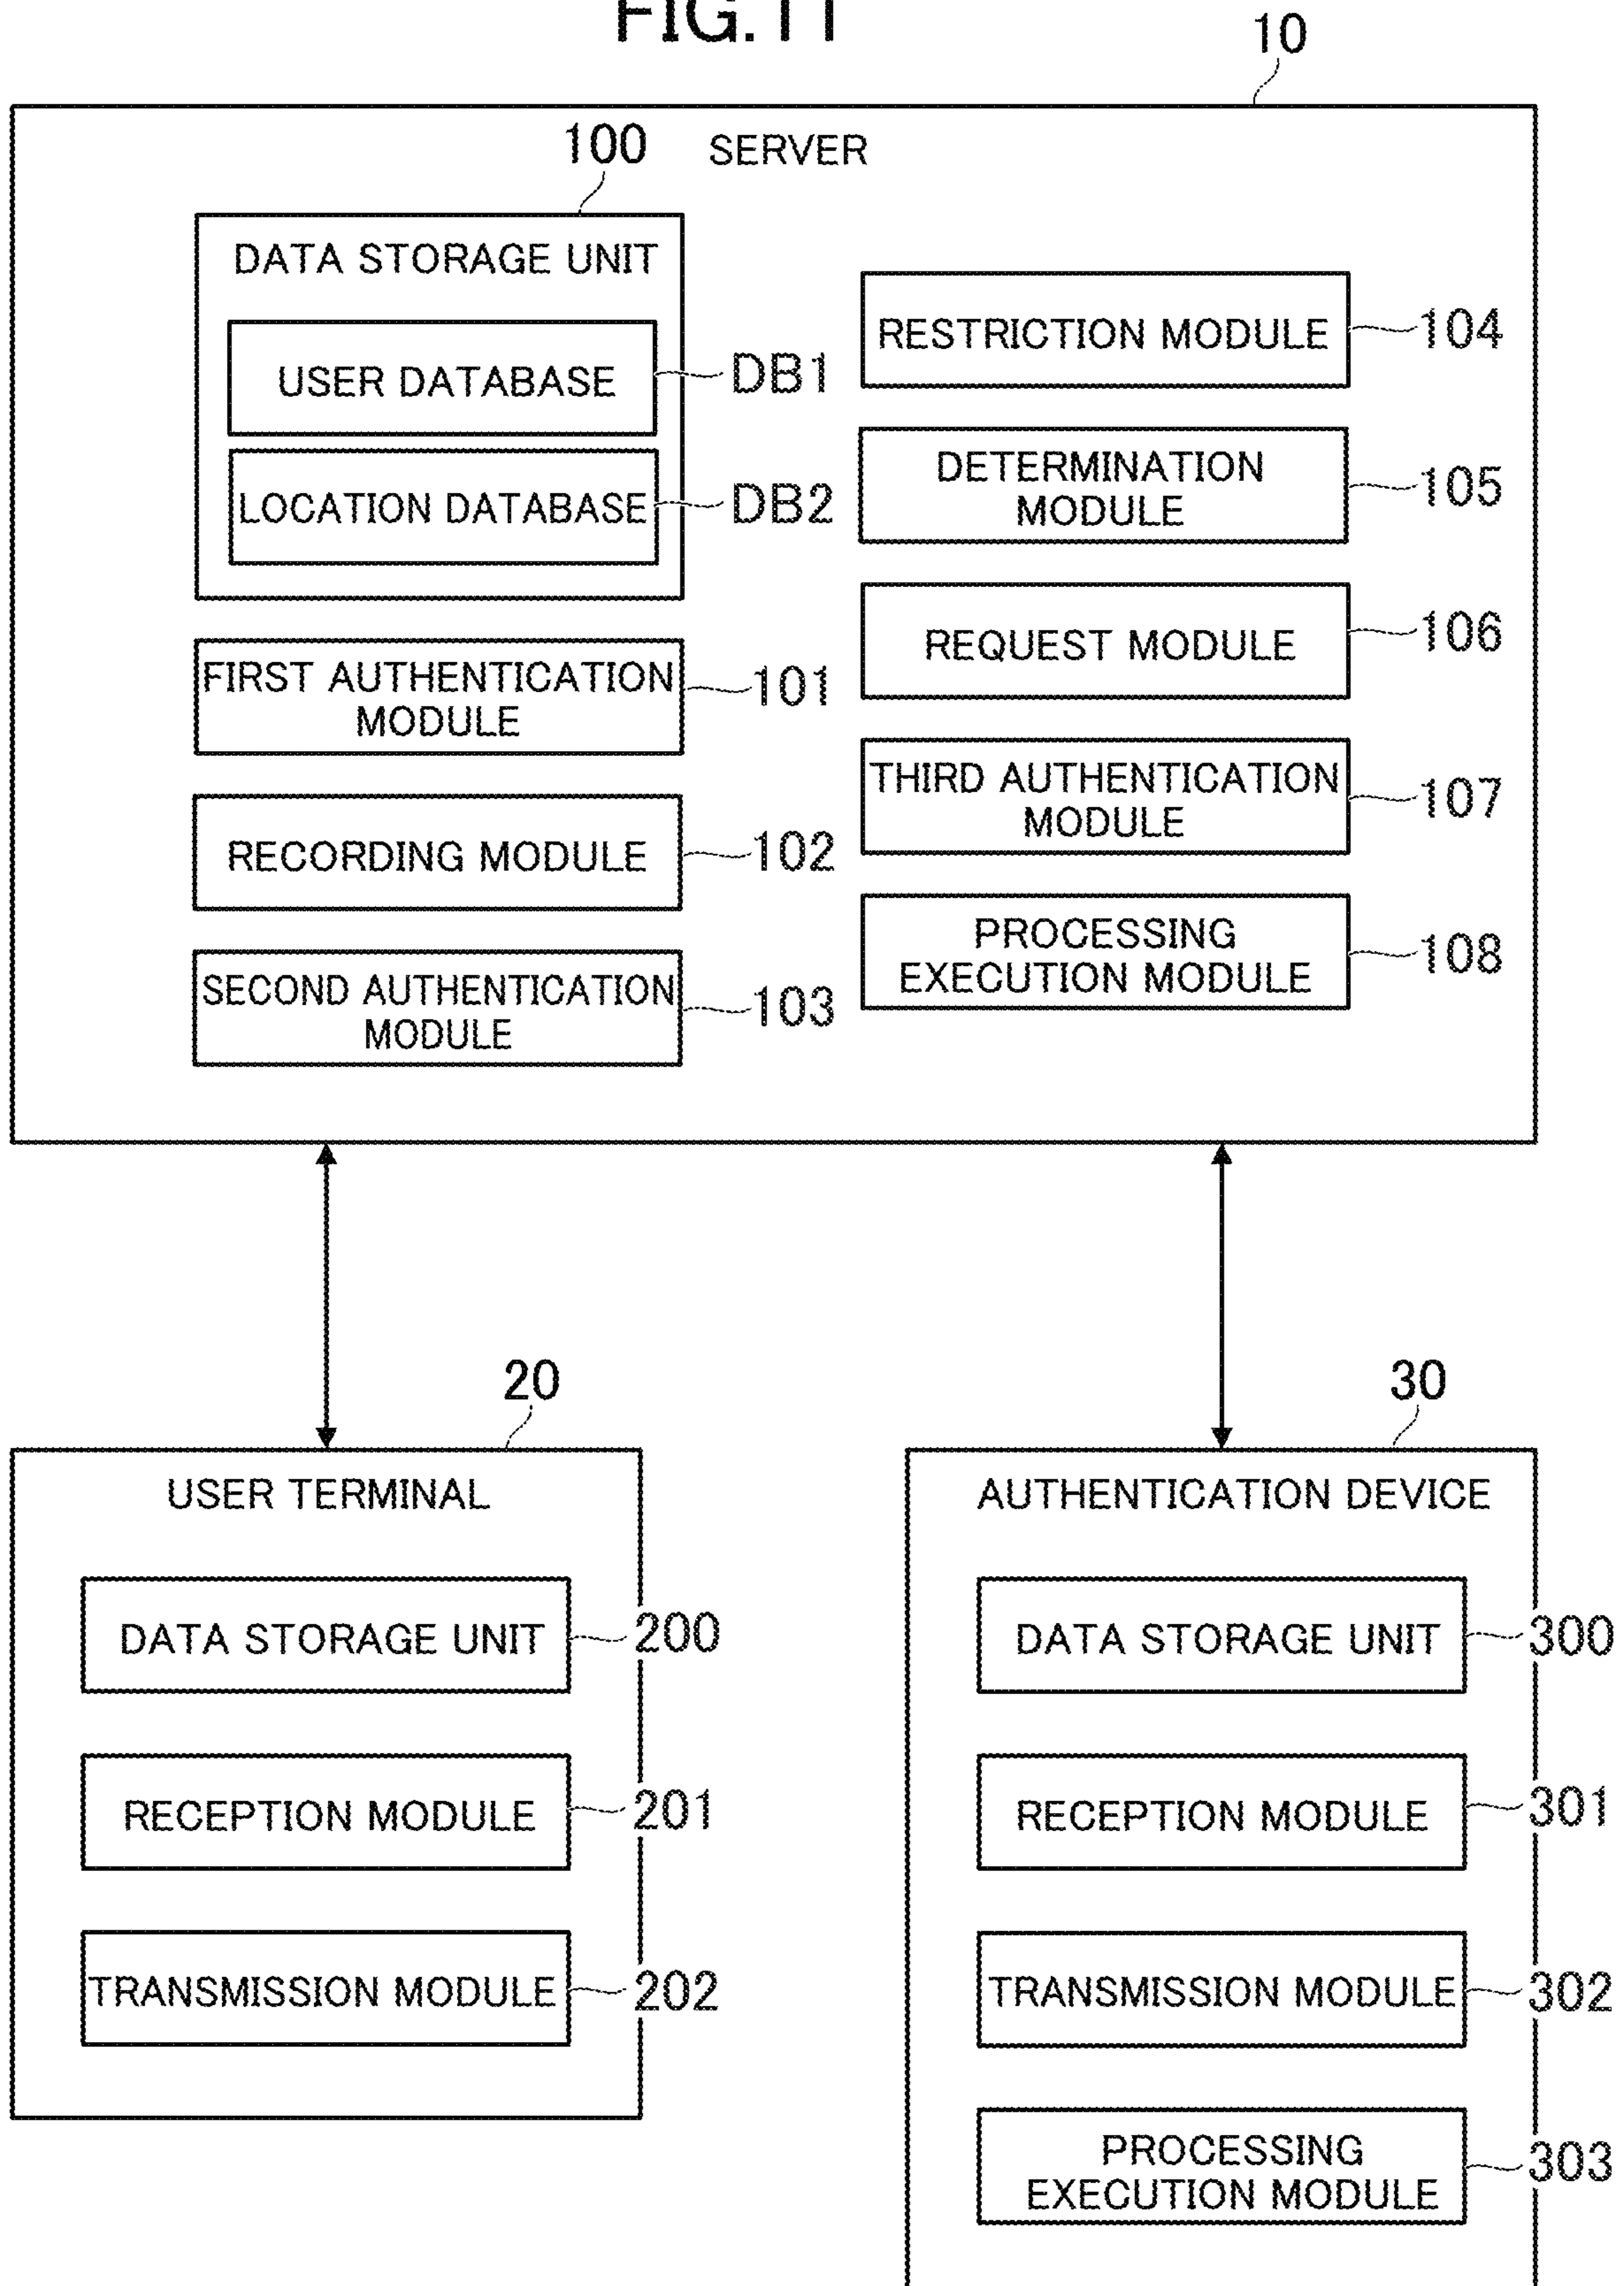 FIG.11
10
SERVER
100
DATA STORAGE UNIT
USER DATABASE
DB1
LOCATION DATABASE
DB2
FIRST AUTHENTICATION
MODULE
101
RECORDING MODULE
102
SECOND AUTHENTICATION
MODULE
103
RESTRICTION MODULE
104
DETERMINATION
MODULE
105
REQUEST MODULE
106
THIRD AUTHENTICATION
MODULE
107
PROCESSING
EXECUTION MODULE
108
20
USER TERMINAL
DATA STORAGE UNIT
200
RECEPTION MODULE
201
TRANSMISSION MODULE
202
30
AUTHENTICATION DEVICE
DATA STORAGE UNIT
300
RECEPTION MODULE
301
TRANSMISSION MODULE
302
PROCESSING
EXECUTION MODULE
303